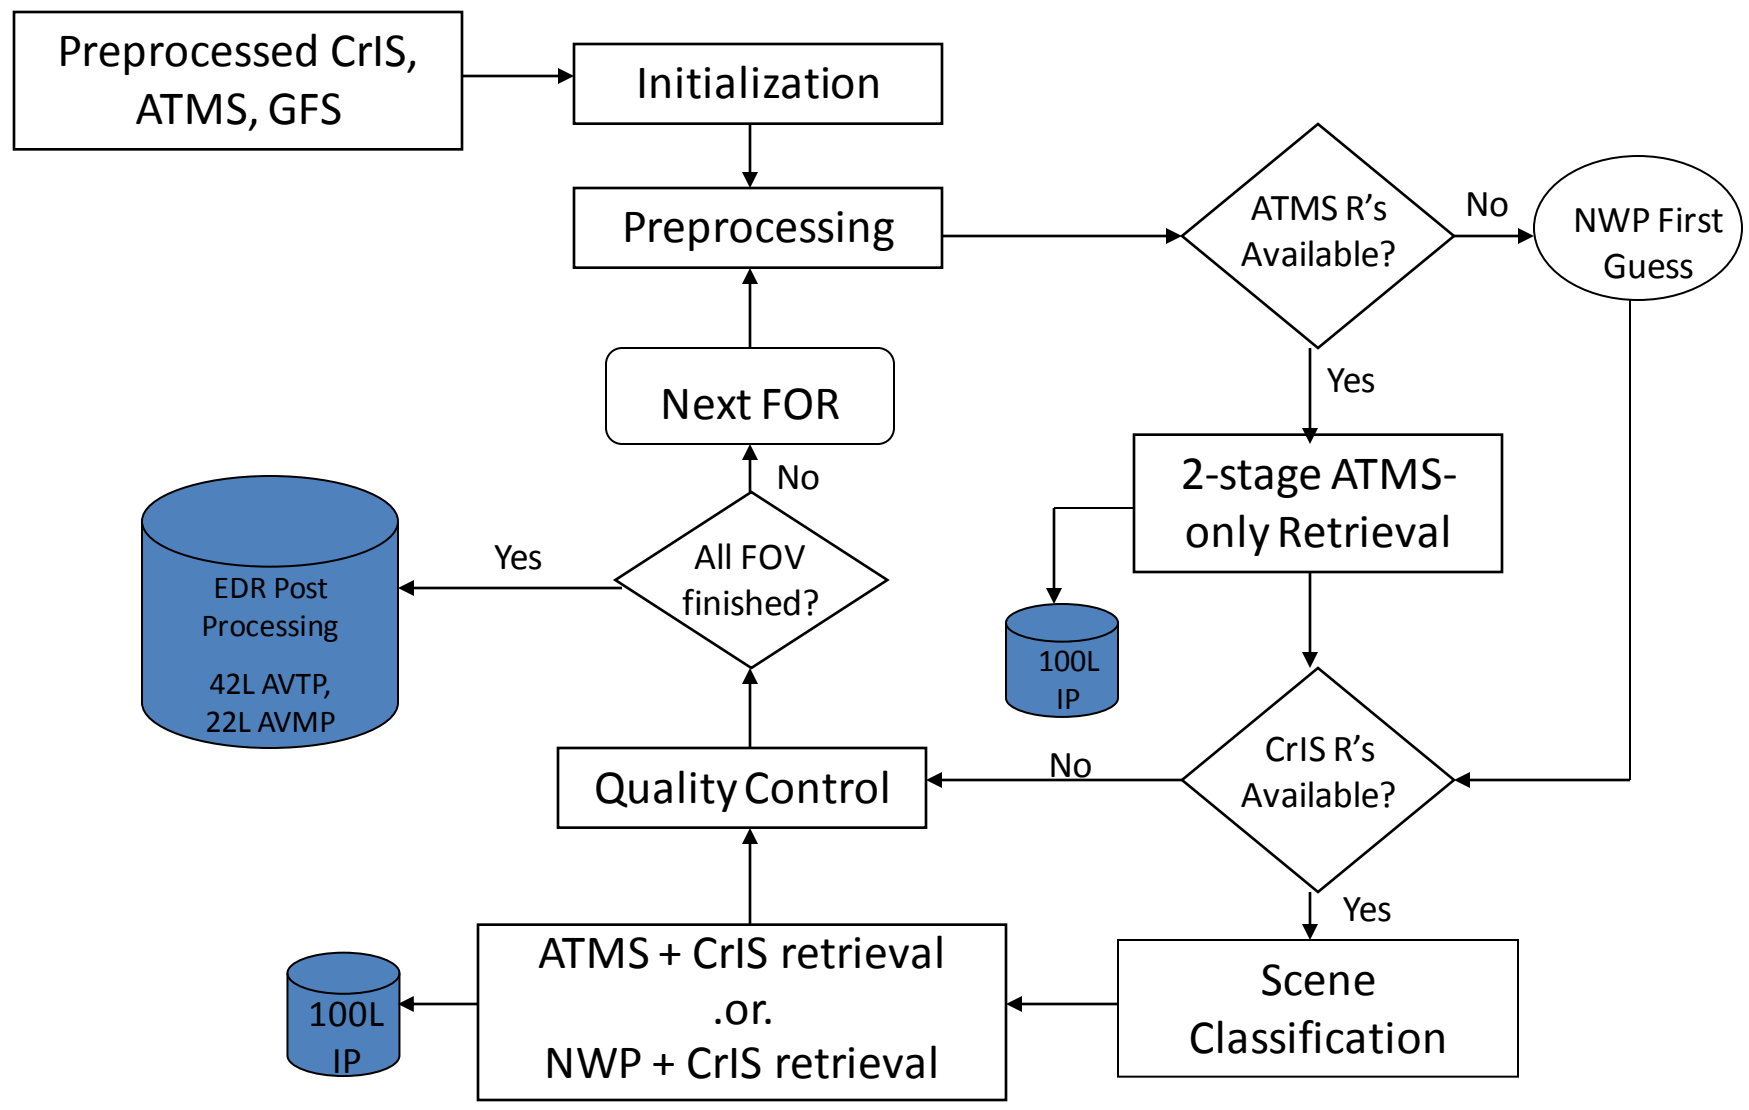 Preprocessed CrIS,
ATMS, GFS
Initialization
Preprocessing
ATMS R's
Available?
No
NWP First
Guess
Yes
Next FOR
No
2-stage ATMS-
only Retrieval
All FOV
finished?
Yes
EDR Post
Processing
42L AVTP,
22L AVMP
100L
IP
CrIS R's
Available?
No
Quality Control
Yes
ATMS + CrIS retrieval
.or.
NWP + CrIS retrieval
Scene
Classification
100L
IP